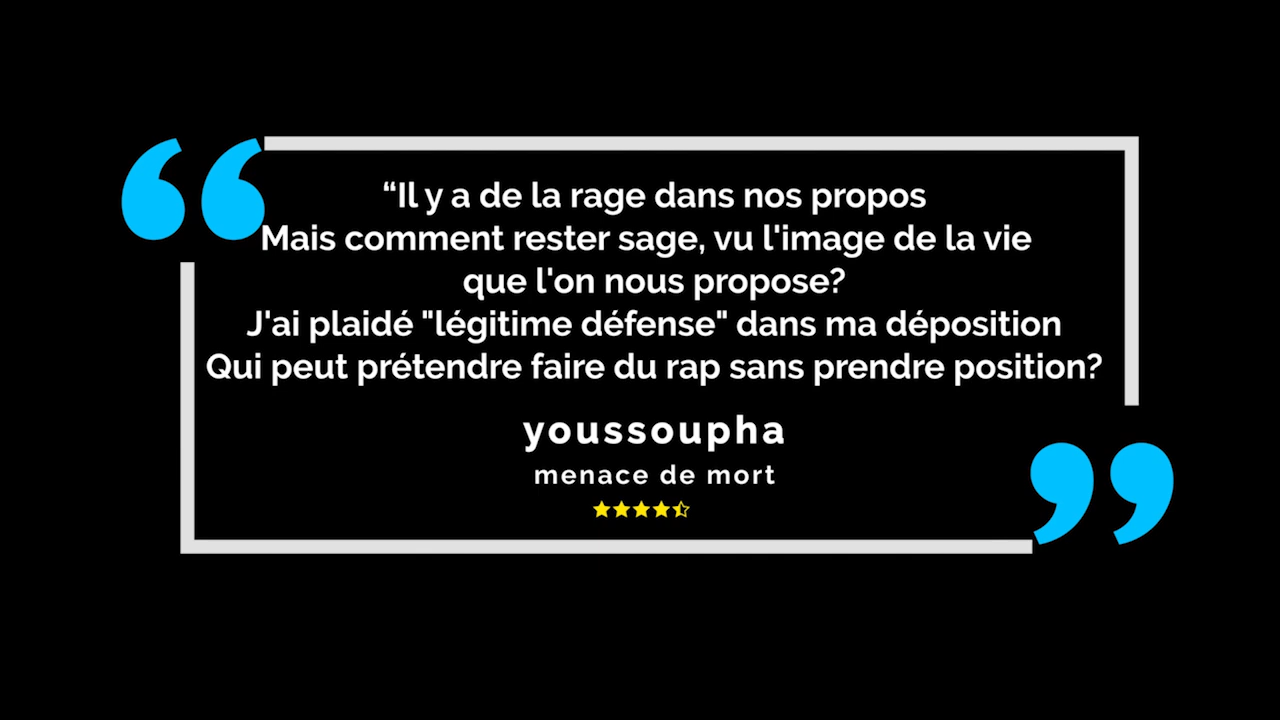 “Il y a de la rage dans nos propos
Mais comment rester sage, vu l'image de la vie
que l'on nous propose?
J'ai plaidé "légitime défense" dans ma déposition
Qui peut prétendre faire du rap sans prendre position?
youssoupha
menace de mort